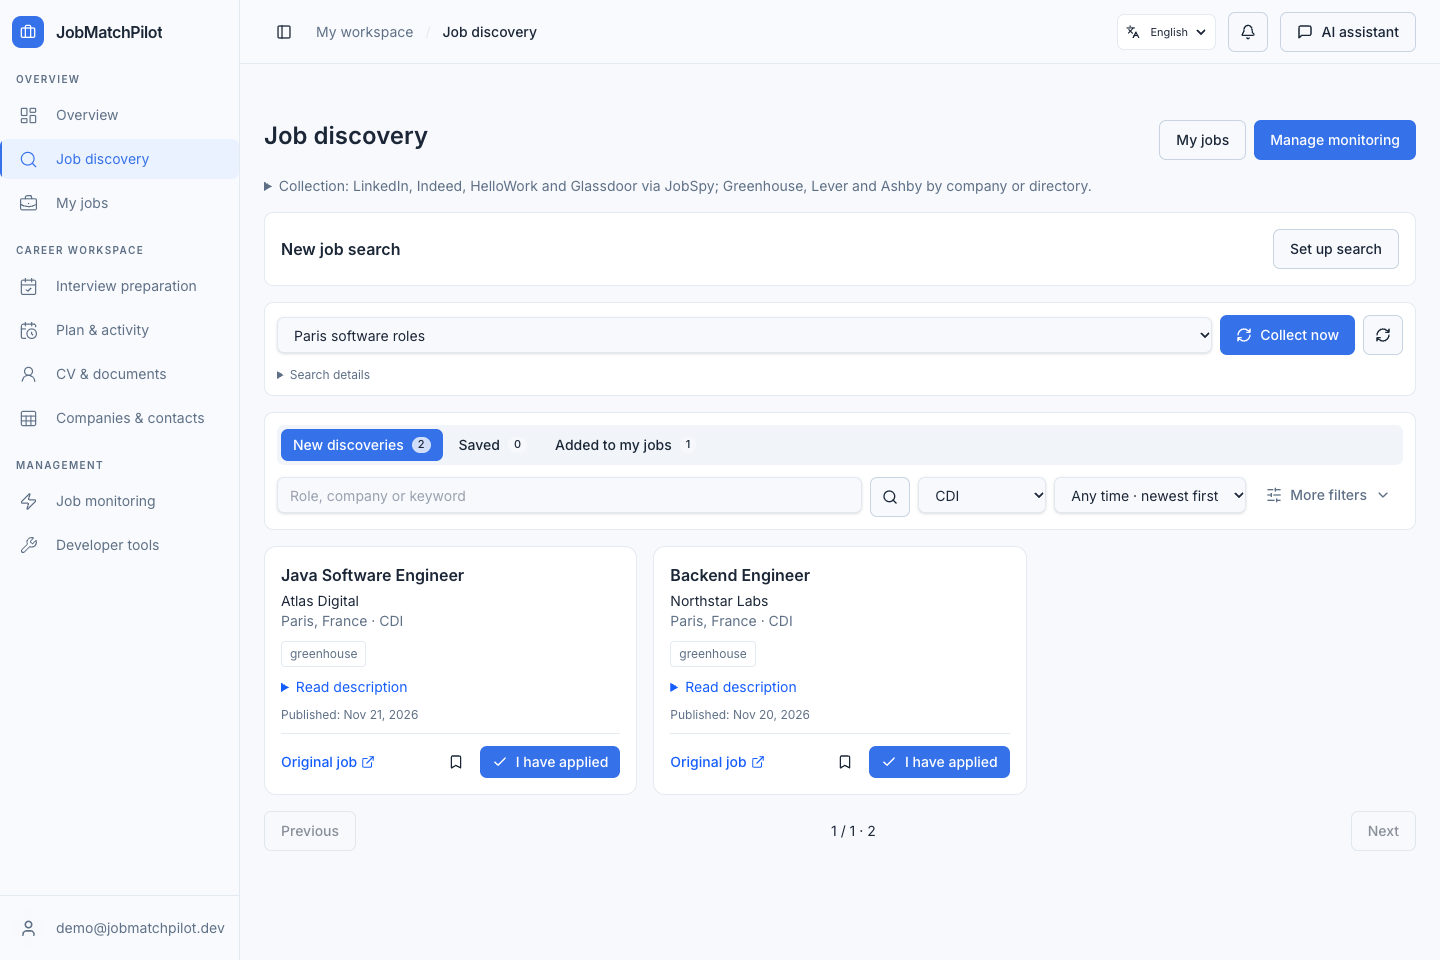 JobMatchPilot
OVERVIEW
Overview
Job discovery
My jobs
CAREER WORKSPACE
Interview preparation
Plan & activity
CV & documents
Companies & contacts
MANAGEMENT
Job monitoring
Developer tools
demo@jobmatchpilot.dev
My workspace / Job discovery
English
AI assistant
Job discovery
My jobs
Manage monitoring
Collection: LinkedIn, Indeed, HelloWork and Glassdoor via JobSpy; Greenhouse, Lever and Ashby by company or directory.
New job search
Set up search
Paris software roles
Collect now
Search details
New discoveries 2
Saved 0
Added to my jobs 1
Role, company or keyword
CDI
Any time · newest first
More filters
Java Software Engineer
Atlas Digital
Paris, France · CDI
greenhouse
Read description
Published: Nov 21, 2026
Original job
I have applied
Backend Engineer
Northstar Labs
Paris, France · CDI
greenhouse
Read description
Published: Nov 20, 2026
Original job
I have applied
Previous
1 / 1 · 2
Next